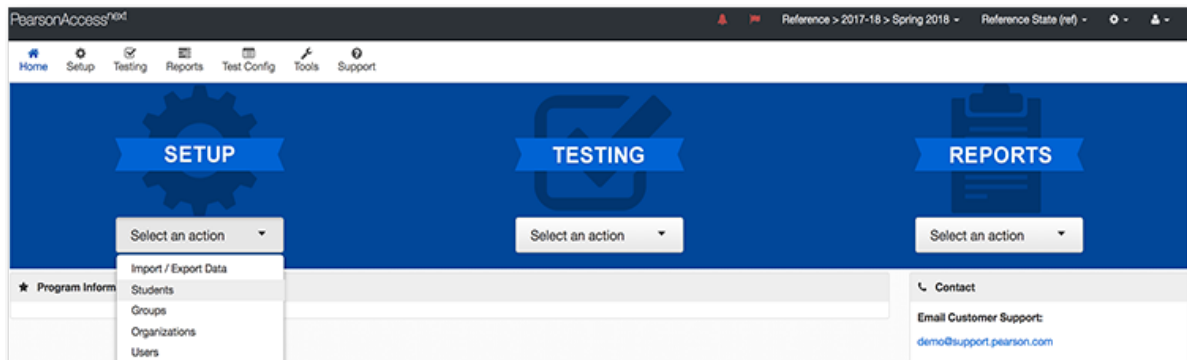 PearsonAccessnext
Reference > 2017-18 > Spring 2018
Reference State (ref)
Home Setup Testing Reports Test Config Tools Support
SETUP TESTING REPORTS
Select an action Select an action Select an action
Import / Export Data
Program Inform
Students
Contact
Groups
Email Customer Support:
Organizations
demo@support.pearson.com
Users